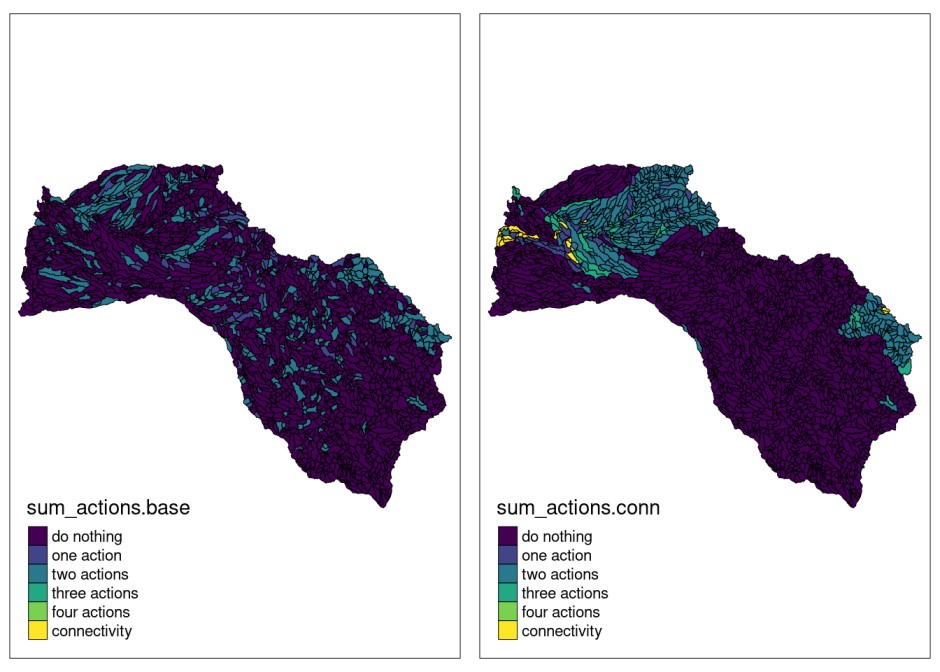 sum_actions.base
do nothing
one action
two actions
three actions
four actions
connectivity
sum_actions.conn
do nothing
one action
two actions
three actions
four actions
connectivity